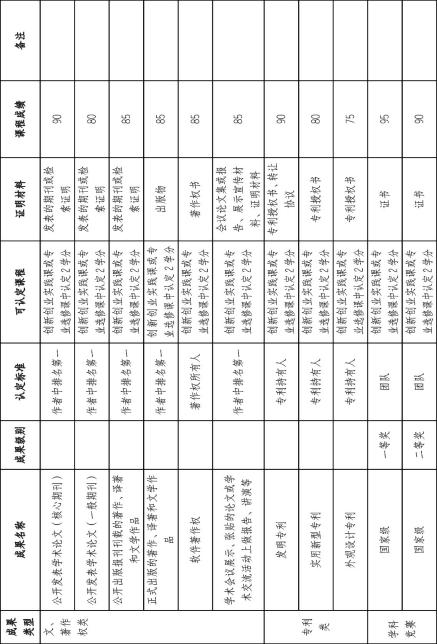 成果类型 成果名称 成果级别 认定标准 可认定课程 证明材料 课程成绩 备注
文、著作权类
公开发表学术论文（核心期刊） 作者中排名第一 创新创业实践课或专业选修课中认定2学分 发表的期刊或检索证明 90
公开发表学术论文（一般期刊） 作者中排名第一 创新创业实践课或专业选修课中认定2学分 发表的期刊或检索证明 80
公开出版报刊刊载的著作、译著和文学作品 作者中排名第一 创新创业实践课或专业选修课中认定2学分 发表的期刊或检索证明 85
正式出版的著作、译著和文学作品 作者中排名第一 创新创业实践课或专业选修课中认定2学分 出版物 85
软件著作权 著作权所有人 创新创业实践课或专业选修课中认定2学分 著作权书 85
学术会议展示、张贴的论文或学术交流活动上做报告、讲演等 作者中排名第一 创新创业实践课或专业选修课中认定2学分 会议论文集或报告、展示宣传材料、证明材料 85
专利类
发明专利 专利持有人 创新创业实践课或专业选修课中认定2学分 专利授权书、转让协议 90
实用新型专利 专利持有人 创新创业实践课或专业选修课中认定2学分 专利授权书 80
外观设计专利 专利持有人 创新创业实践课或专业选修课中认定2学分 专利授权书 75
学科竞赛
国家级 一等奖 团队 创新创业实践课或专业选修课中认定2学分 证书 95
国家级 二等奖 团队 创新创业实践课或专业选修课中认定2学分 证书 90